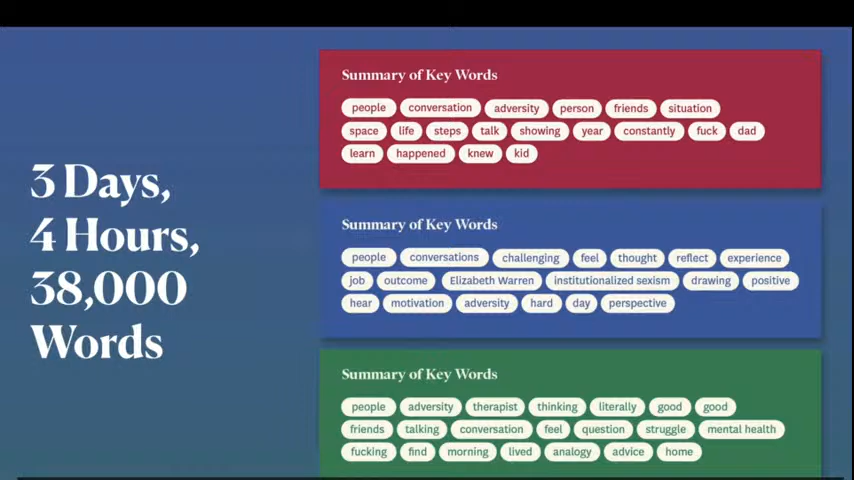 3 Days,
4 Hours,
38,000
Words
Summary of Key Words
people conversation adversity person friends situation
space life steps talk showing year constantly fuck dad
learn happened knew kid
Summary of Key Words
people conversations challenging feel thought reflect experience
job outcome Elizabeth Warren institutionalized sexism drawing positive
hear motivation adversity hard day perspective
Summary of Key Words
people adversity therapist thinking literally good good
friends talking conversation feel question struggle mental health
fucking find morning lived analogy advice home